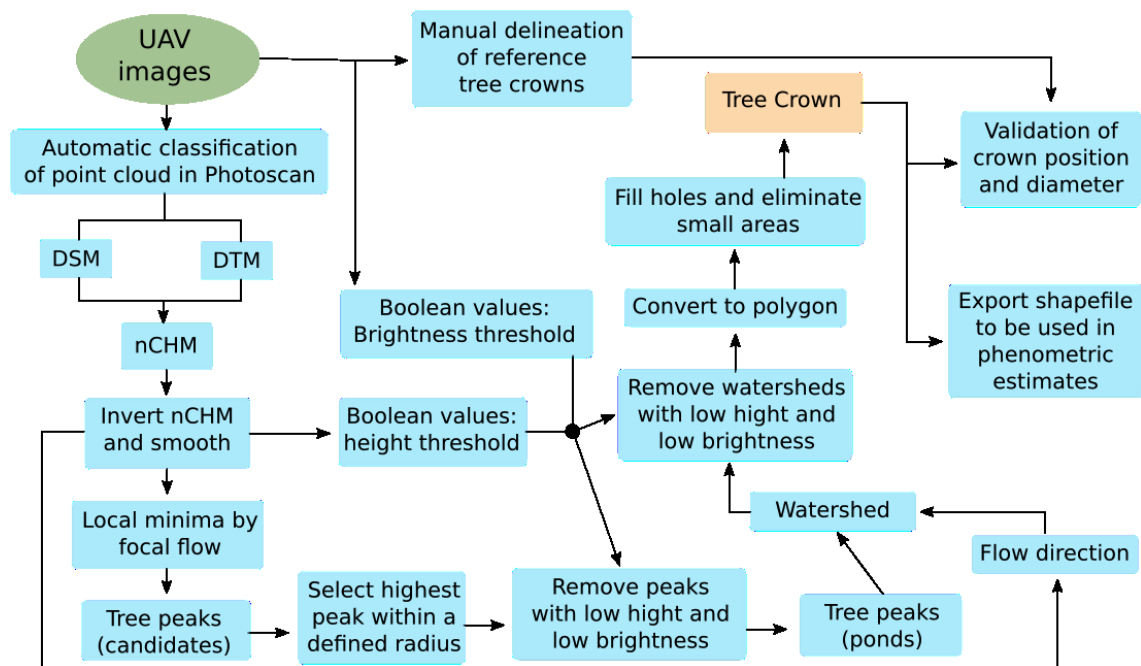 UAV
images
Manual delineation
of reference
tree crowns
Tree Crown
Validation of
crown position
and diameter
Automatic classification
of point cloud in Photoscan
Fill holes and eliminate
small areas
DSM
DTM
Boolean values:
Brightness threshold
Convert to polygon
Export shapefile
to be used in
phenometric
estimates
nCHM
Invert nCHM
and smooth
Boolean values:
height threshold
Remove watersheds
with low hight and
low brightness
Local minima by
focal flow
Watershed
Flow direction
Tree peaks
(candidates)
Select highest
peak within a
defined radius
Remove peaks
with low hight and
low brightness
Tree peaks
(ponds)